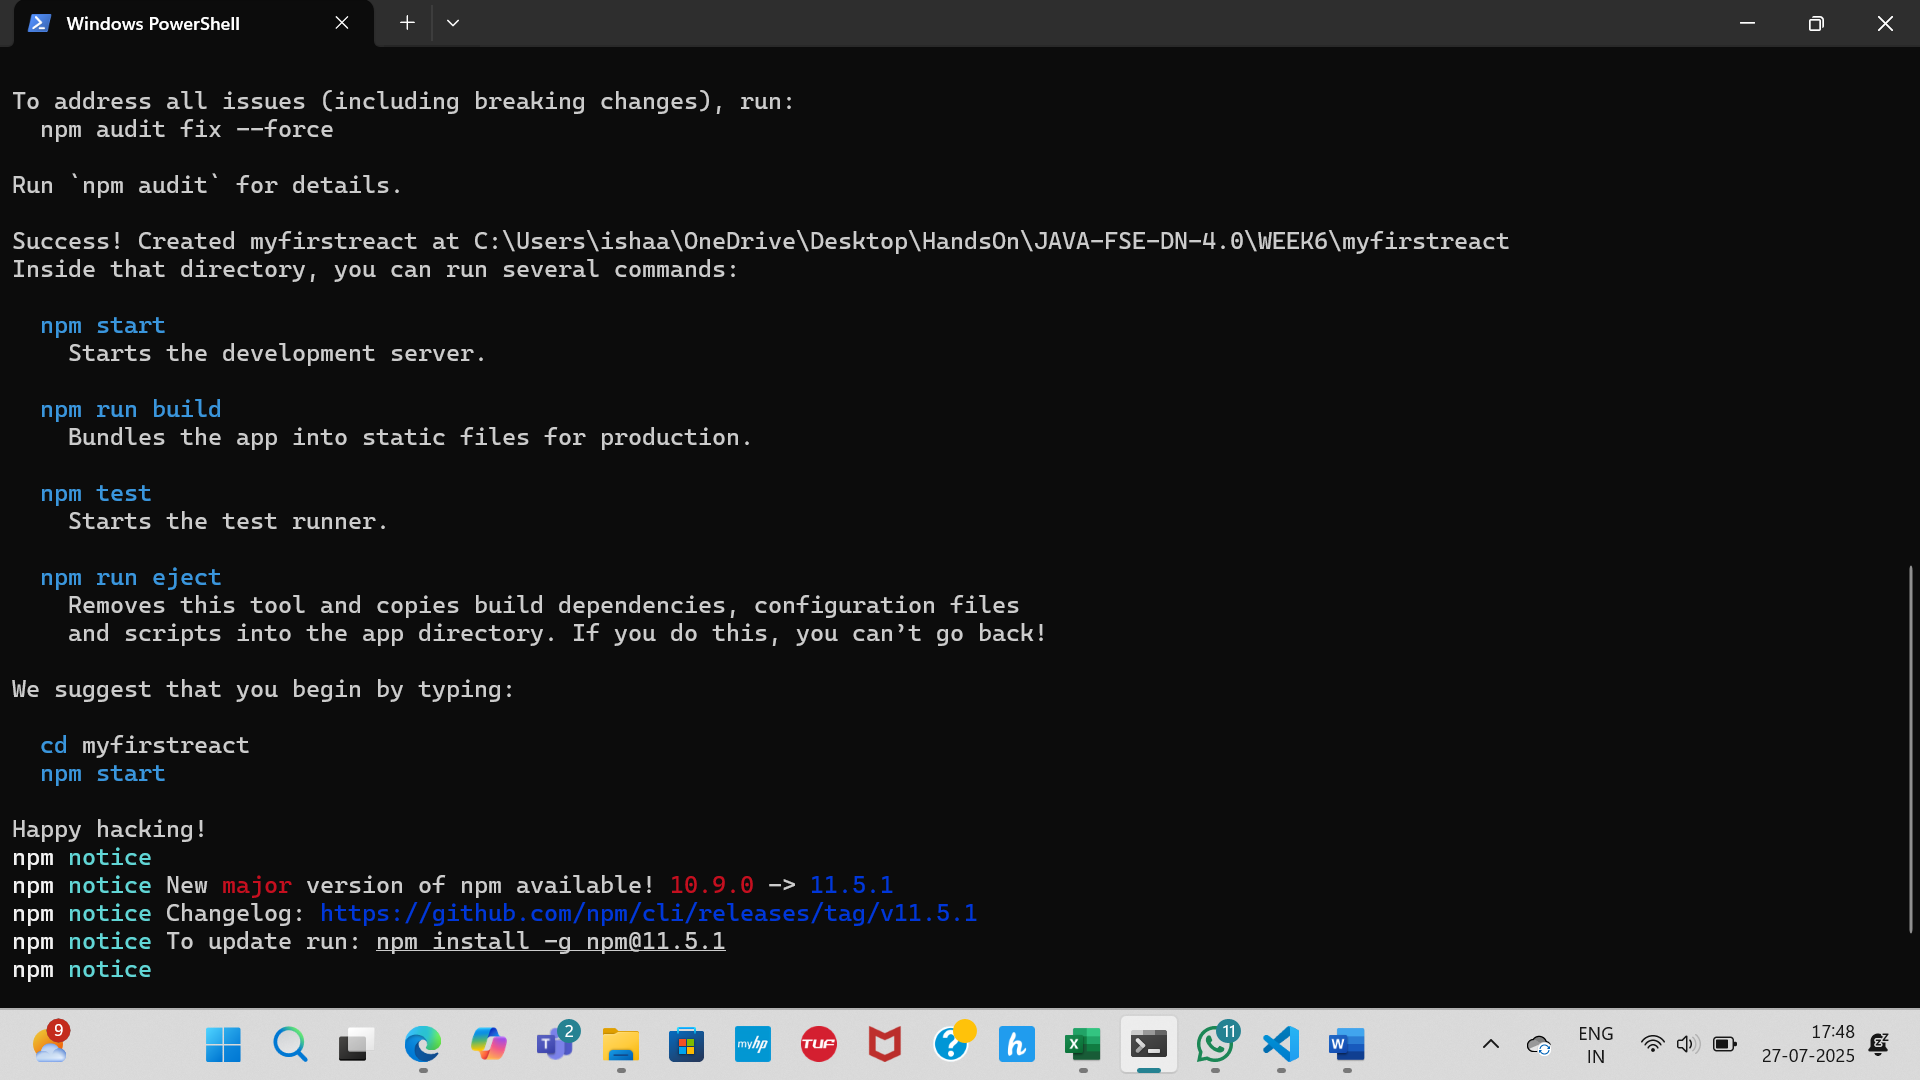 Windows PowerShell
To address all issues (including breaking changes), run:
  npm audit fix --force
Run `npm audit` for details.
Success! Created myfirstreact at C:\Users\ishaa\OneDrive\Desktop\HandsOn\JAVA-FSE-DN-4.0\WEEK6\myfirstreact
Inside that directory, you can run several commands:
  npm start
    Starts the development server.
  npm run build
    Bundles the app into static files for production.
  npm test
    Starts the test runner.
  npm run eject
    Removes this tool and copies build dependencies, configuration files
    and scripts into the app directory. If you do this, you can’t go back!
We suggest that you begin by typing:
  cd myfirstreact
  npm start
Happy hacking!
npm notice
npm notice New major version of npm available! 10.9.0 -> 11.5.1
npm notice Changelog: https://github.com/npm/cli/releases/tag/v11.5.1
npm notice To update run: npm install -g npm@11.5.1
npm notice
9
T
2
myhp
TUF
?
h
X
11
W
ENG
IN
17:48
27-07-2025